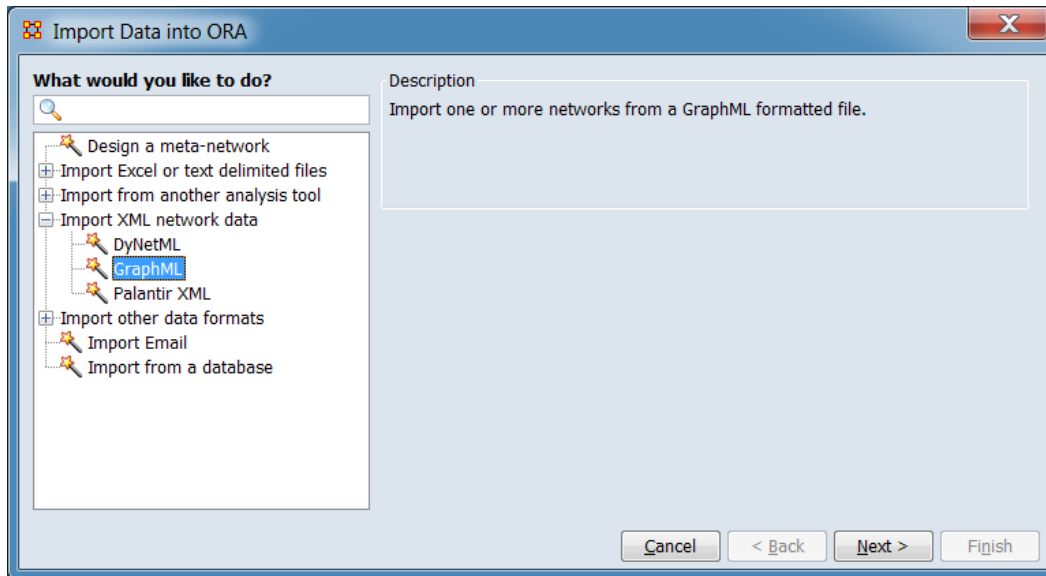 Import Data into ORA
X
What would you like to do?
Design a meta-network
Import Excel or text delimited files
Import from another analysis tool
Import XML network data
DyNetML
GraphML
Palantir XML
Import other data formats
Import Email
Import from a database
Description
Import one or more networks from a GraphML formatted file.
Cancel
< Back
Next >
Finish